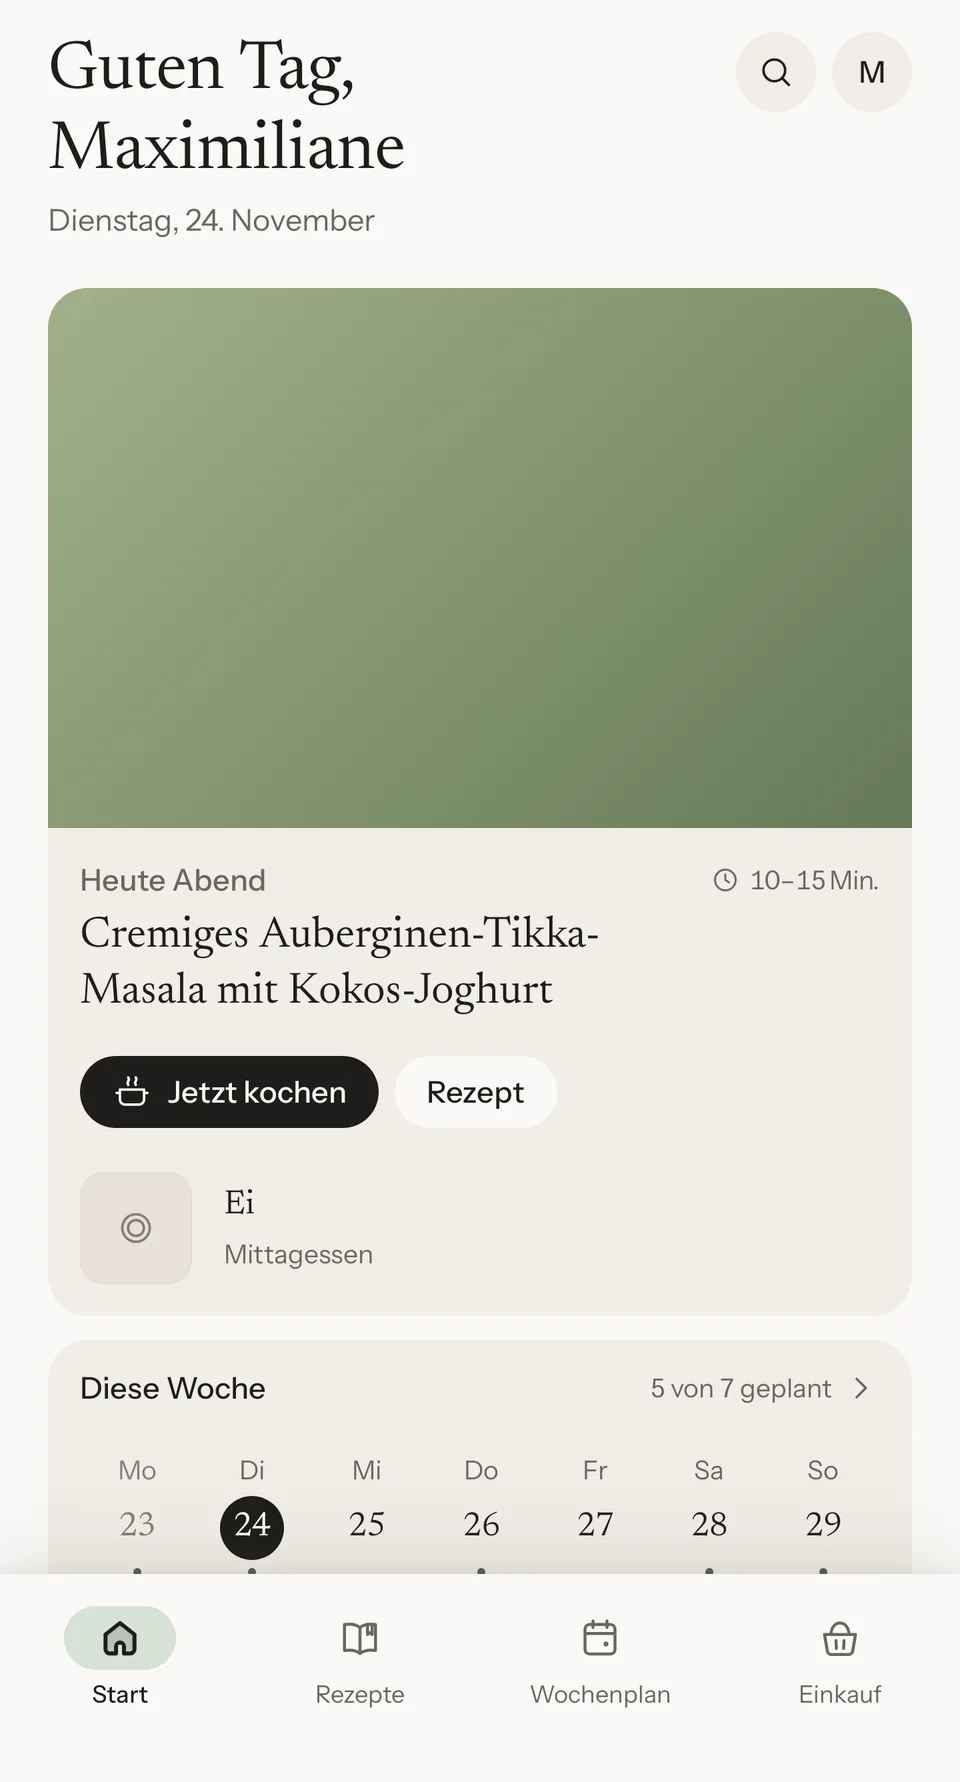 Guten Tag,
Maximiliane
M
Dienstag, 24. November
Heute Abend
10–15 Min.
Cremiges Auberginen-Tikka-
Masala mit Kokos-Joghurt
Jetzt kochen
Rezept
Ei
Mittagessen
Diese Woche
5 von 7 geplant
Mo Di Mi Do Fr Sa So
23 24 25 26 27 28 29
Start
Rezepte
Wochenplan
Einkauf